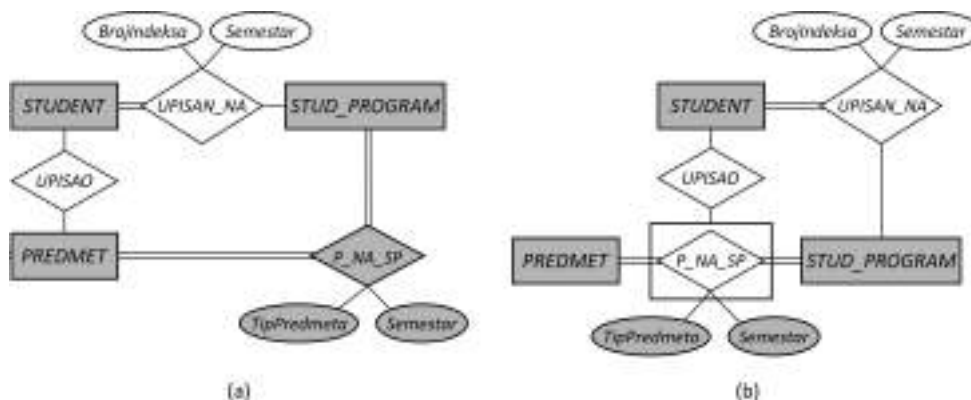 BrojIndeksa Semestar
STUDENT UPISAN_NA STUD_PROGRAM
UPISAO
PREDMET P_NA_SP
TipPredmeta Semestar
(a)
BrojIndeksa Semestar
STUDENT UPISAN_NA
UPISAO
PREDMET P_NA_SP STUD_PROGRAM
TipPredmeta Semestar
(b)